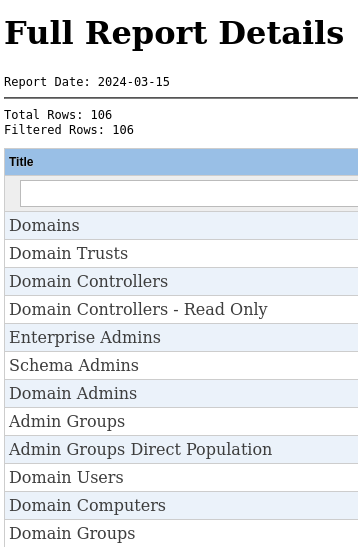 Full Report Details
Report Date: 2024-03-15
Total Rows: 106
Filtered Rows: 106
Title
Domains
Domain Trusts
Domain Controllers
Domain Controllers - Read Only
Enterprise Admins
Schema Admins
Domain Admins
Admin Groups
Admin Groups Direct Population
Domain Users
Domain Computers
Domain Groups